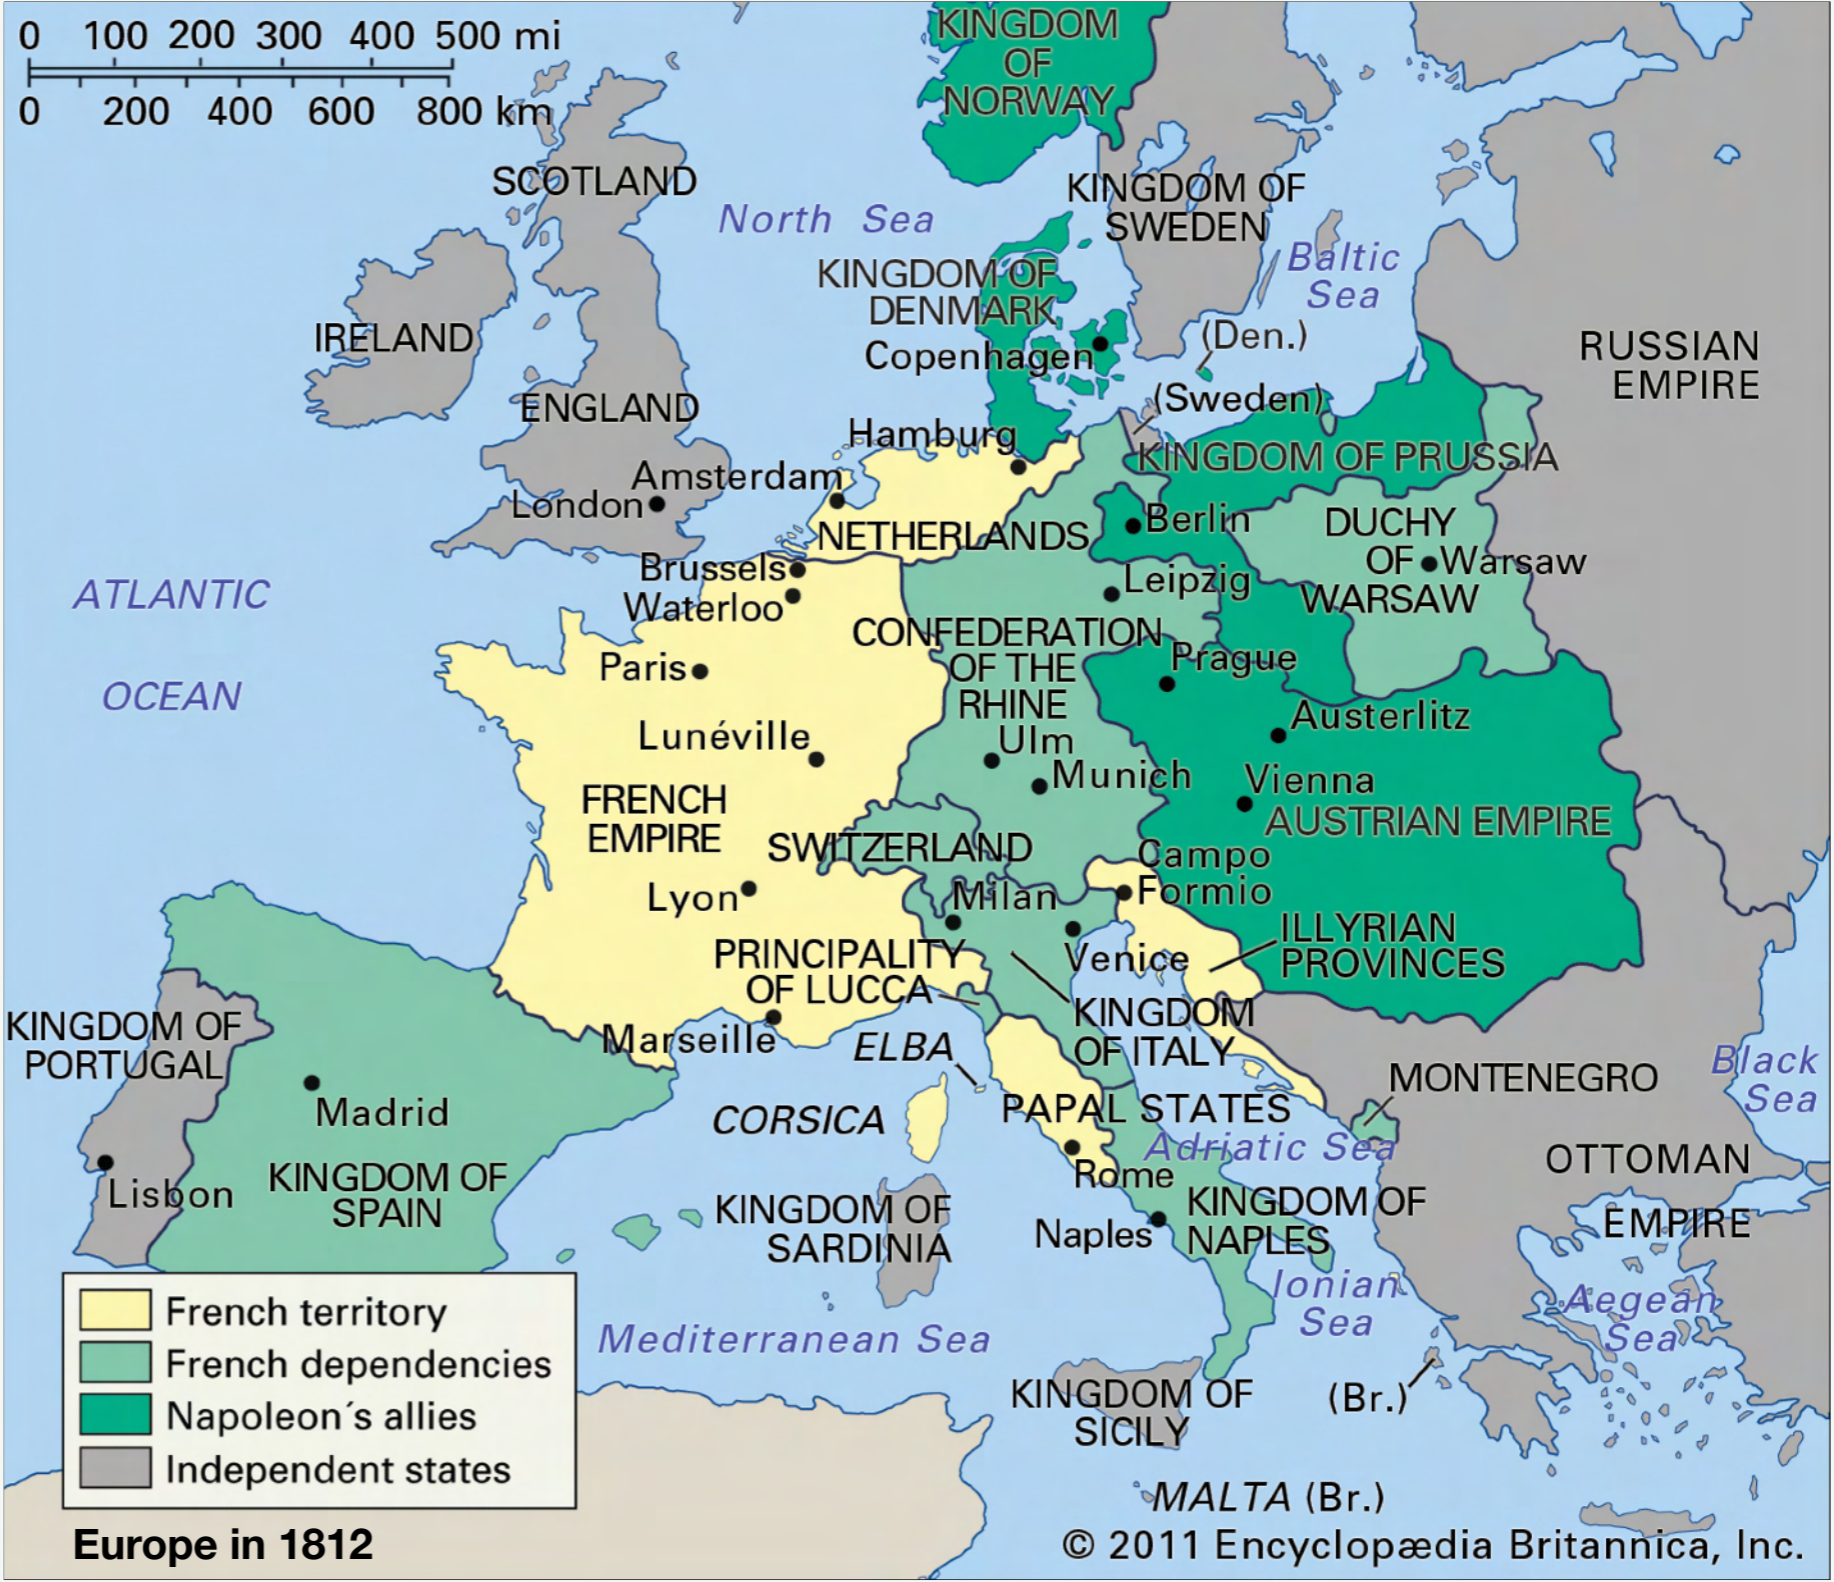 0 100 200 300 400 500 mi
0 200 400 600 800 km
KINGDOM
OF
NORWAY
SCOTLAND
KINGDOM OF
SWEDEN
North Sea
Baltic
Sea
KINGDOM OF
DENMARK
Copenhagen
(Den.)
IRELAND
RUSSIAN
EMPIRE
(Sweden)
ENGLAND
Hamburg
KINGDOM OF PRUSSIA
Amsterdam
London
Berlin
DUCHY
OF
WARSAW
Warsaw
NETHERLANDS
Brussels
Waterloo
Leipzig
ATLANTIC
OCEAN
CONFEDERATION
OF THE
RHINE
Prague
Paris
Austerlitz
Lunéville
Ulm
Munich
Vienna
AUSTRIAN EMPIRE
FRENCH
EMPIRE
SWITZERLAND
Campo
Formio
Lyon
Milan
Venice
ILLYRIAN
PROVINCES
PRINCIPALITY
OF LUCCA
KINGDOM
OF ITALY
KINGDOM OF
PORTUGAL
Marseille
ELBA
MONTENEGRO
Black
Sea
Madrid
CORSICA
PAPAL STATES
Adriatic Sea
Rome
OTTOMAN
EMPIRE
Lisbon
KINGDOM OF
SPAIN
KINGDOM OF
SARDINIA
Naples
KINGDOM OF
NAPLES
Ionian
Sea
Aegean
Sea
Mediterranean Sea
French territory
French dependencies
Napoleon´s allies
Independent states
KINGDOM OF
SICILY
(Br.)
MALTA (Br.)
Europe in 1812
© 2011 Encyclopædia Britannica, Inc.